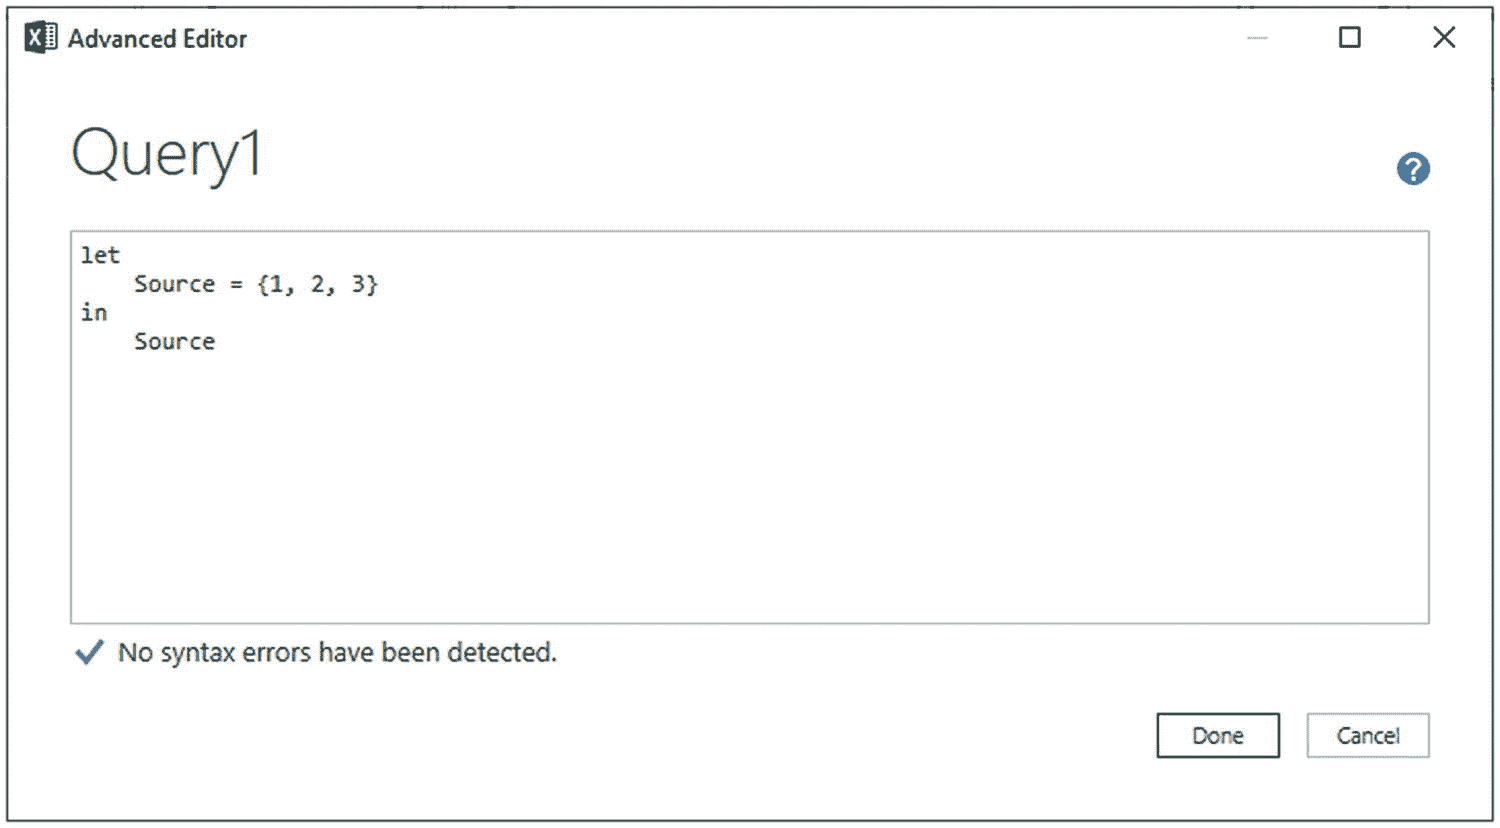 Advanced Editor
Query1
let
    Source = {1, 2, 3}
in
    Source
No syntax errors have been detected.
Done
Cancel